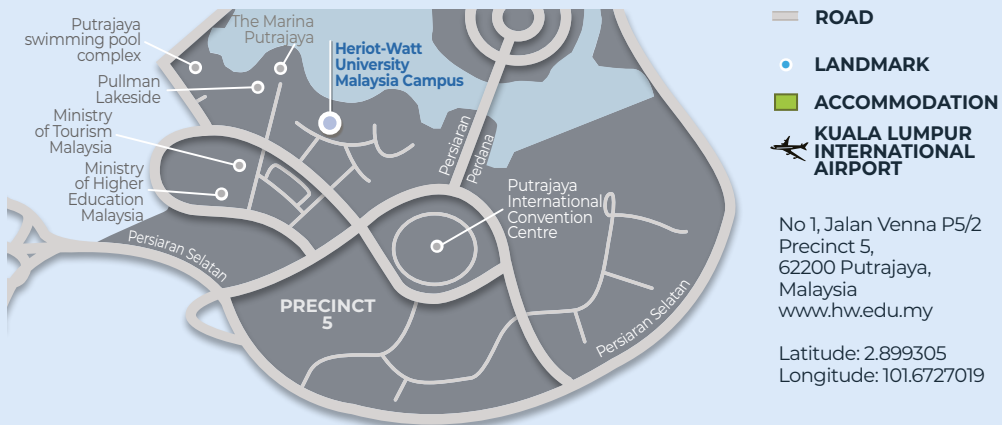 Putrajaya
swimming pool
complex
The Marina
Putrajaya
Heriot-Watt
University
Malaysia Campus
Pullman
Lakeside
Ministry
of Tourism
Malaysia
Ministry
of Higher
Education
Malaysia
Persiaran
Perdana
Putrajaya
International
Convention
Centre
Persiaran Selatan
PRECINCT
5
Persiaran Selatan
ROAD
LANDMARK
ACCOMMODATION
KUALA LUMPUR
INTERNATIONAL
AIRPORT
No 1, Jalan Venna P5/2
Precinct 5,
62200 Putrajaya,
Malaysia
www.hw.edu.my
Latitude: 2.899305
Longitude: 101.6727019